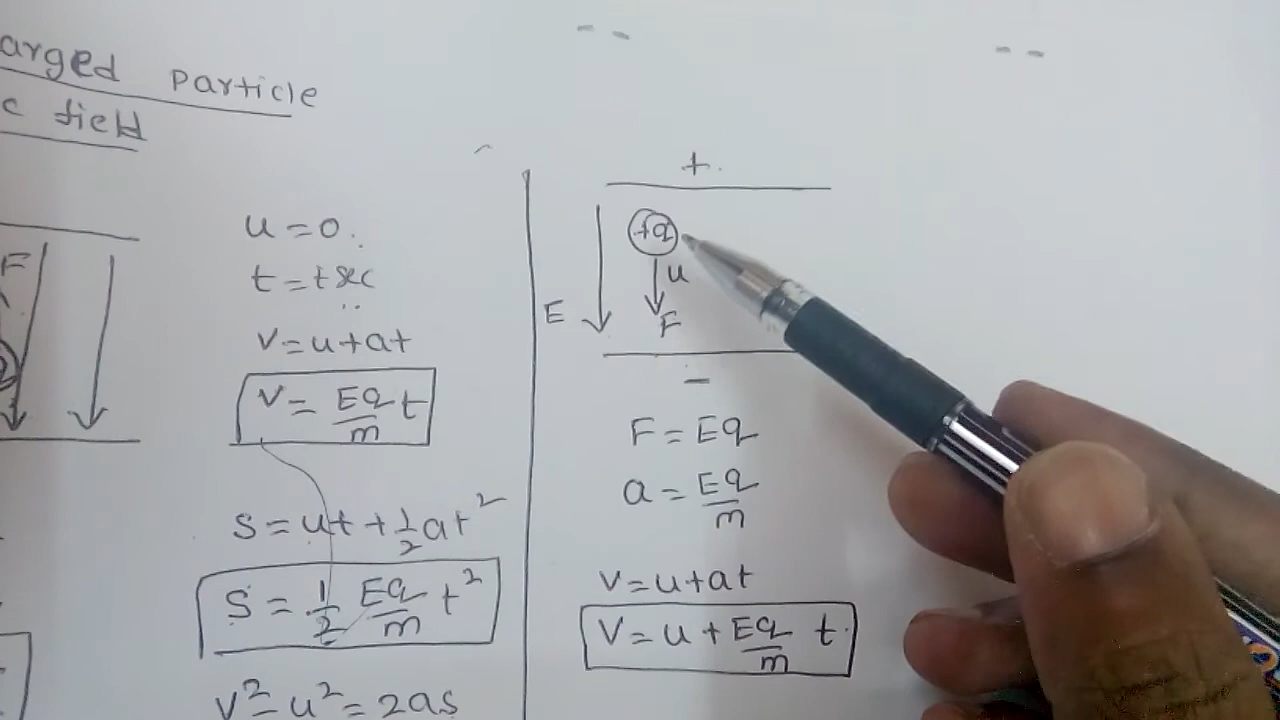 arged particle
c field
F
u = 0.
t = t sec
v = u + at
v = Eq/m t
s = ut + 1/2 at²
s = 1/2 Eq/m t²
v² - u² = 2as
+
+q
u
E
F
-
F = Eq
a = Eq/m
v = u + at
v = u + Eq/m t.